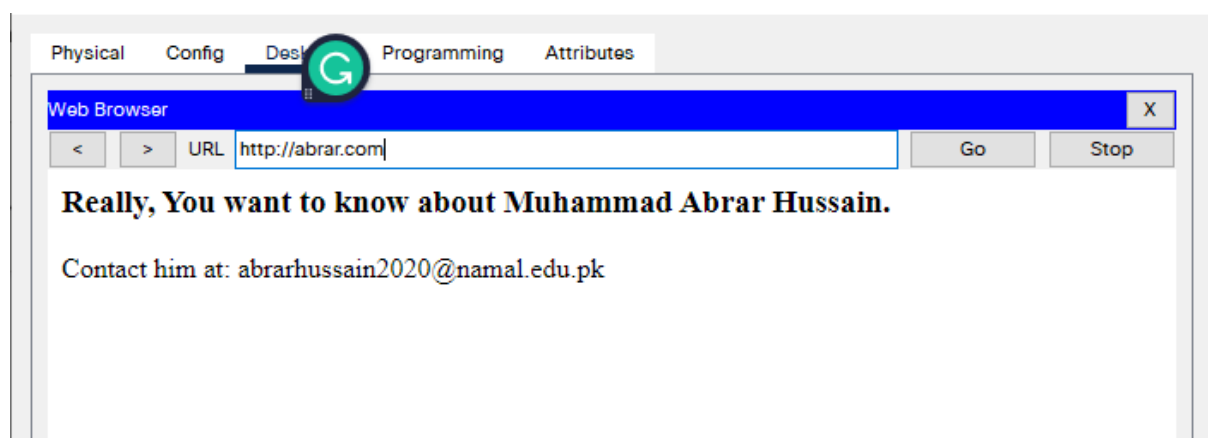 Physical Config Programming Attributes
Web Browser X
< > URL http://abrar.com Go Stop
Really, You want to know about Muhammad Abrar Hussain.
Contact him at: abrarhussain2020@namal.edu.pk